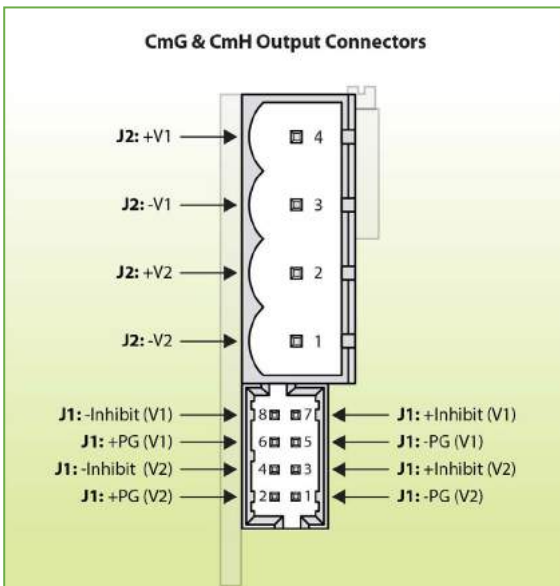 CmG & CmH Output Connectors
J2: +V1
4
J2: -V1
3
J2: +V2
2
J2: -V2
1
J1: -Inhibit (V1) 8 7 J1: +Inhibit (V1)
J1: +PG (V1) 6 5 J1: -PG (V1)
J1: -Inhibit (V2) 4 3 J1: +Inhibit (V2)
J1: +PG (V2) 2 1 J1: -PG (V2)